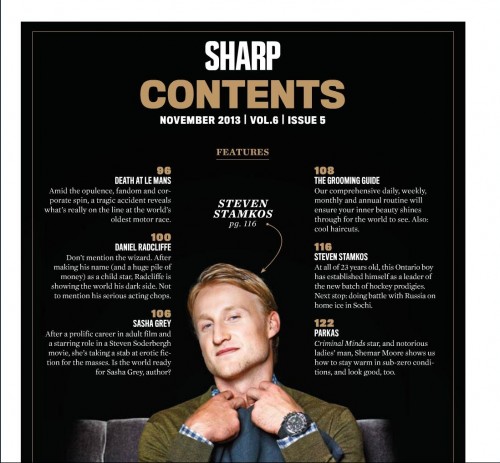 SHARP
CONTENTS
NOVEMBER 2013 | VOL.6 | ISSUE 5
FEATURES
96
DEATH AT LE MANS
Amid the opulence, fandom and cor-
porate spin, a tragic accident reveals
what's really on the line at the world's
oldest motor race.
100
DANIEL RADCLIFFE
Don't mention the wizard. After
making his name (and a huge pile of
money) as a child star, Radcliffe is
showing the world his dark side. Not
to mention his serious acting chops.
106
SASHA GREY
After a prolific career in adult film and
a starring role in a Steven Soderbergh
movie, she's taking a stab at erotic fic-
tion for the masses. Is the world ready
for Sasha Grey, author?
STEVEN
STAMKOS
pg. 116
108
THE GROOMING GUIDE
Our comprehensive daily, weekly,
monthly and annual routine will
ensure your inner beauty shines
through for the world to see. Also:
cool haircuts.
116
STEVEN STAMKOS
At all of 23 years old, this Ontario boy
has established himself as a leader of
the new batch of hockey prodigies.
Next stop: doing battle with Russia on
home ice in Sochi.
122
PARKAS
Criminal Minds star, and notorious
ladies' man, Shemar Moore shows us
how to stay warm in sub-zero condi-
tions, and look good, too.